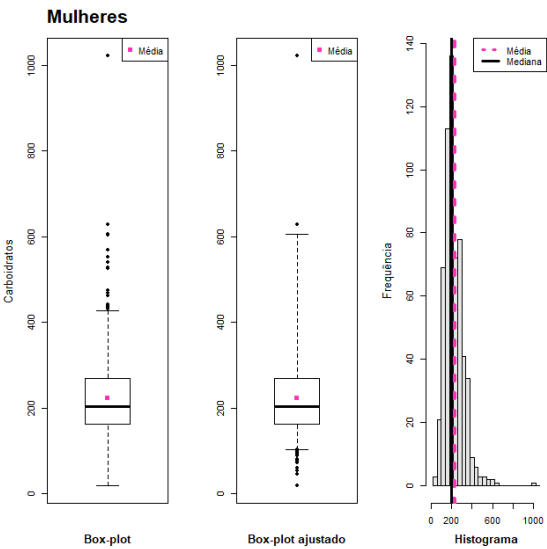 Mulheres
Média
Média
Média
Mediana
Carboidratos
0
200
400
600
800
1000
0
200
400
600
800
1000
Frequência
0
20
40
60
80
100
120
140
0 200 600 1000
Box-plot
Box-plot ajustado
Histograma